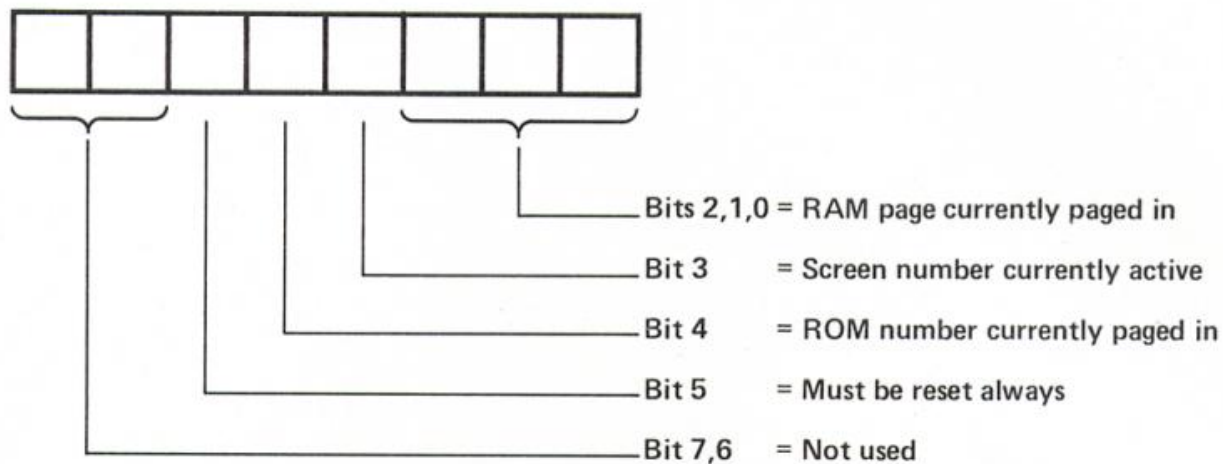 Bits 2,1,0 = RAM page currently paged in
Bit 3 = Screen number currently active
Bit 4 = ROM number currently paged in
Bit 5 = Must be reset always
Bit 7,6 = Not used